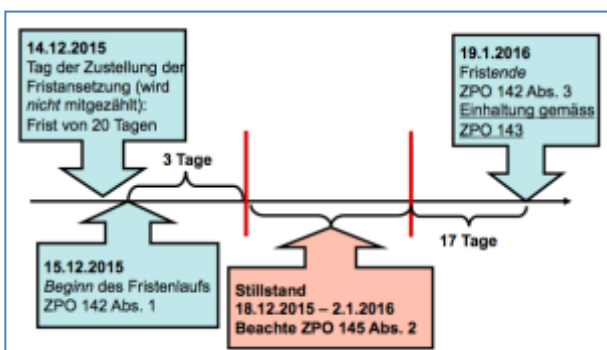 14.12.2015
Tag der Zustellung der
Fristansetzung (wird
nicht mitgezählt):
Frist von 20 Tagen
19.1.2016
Fristende
ZPO 142 Abs. 3
Einhaltung gemäss
ZPO 143
3 Tage
17 Tage
15.12.2015
Beginn des Fristenlaufs
ZPO 142 Abs. 1
Stillstand
18.12.2015 – 2.1.2016
Beachte ZPO 145 Abs. 2